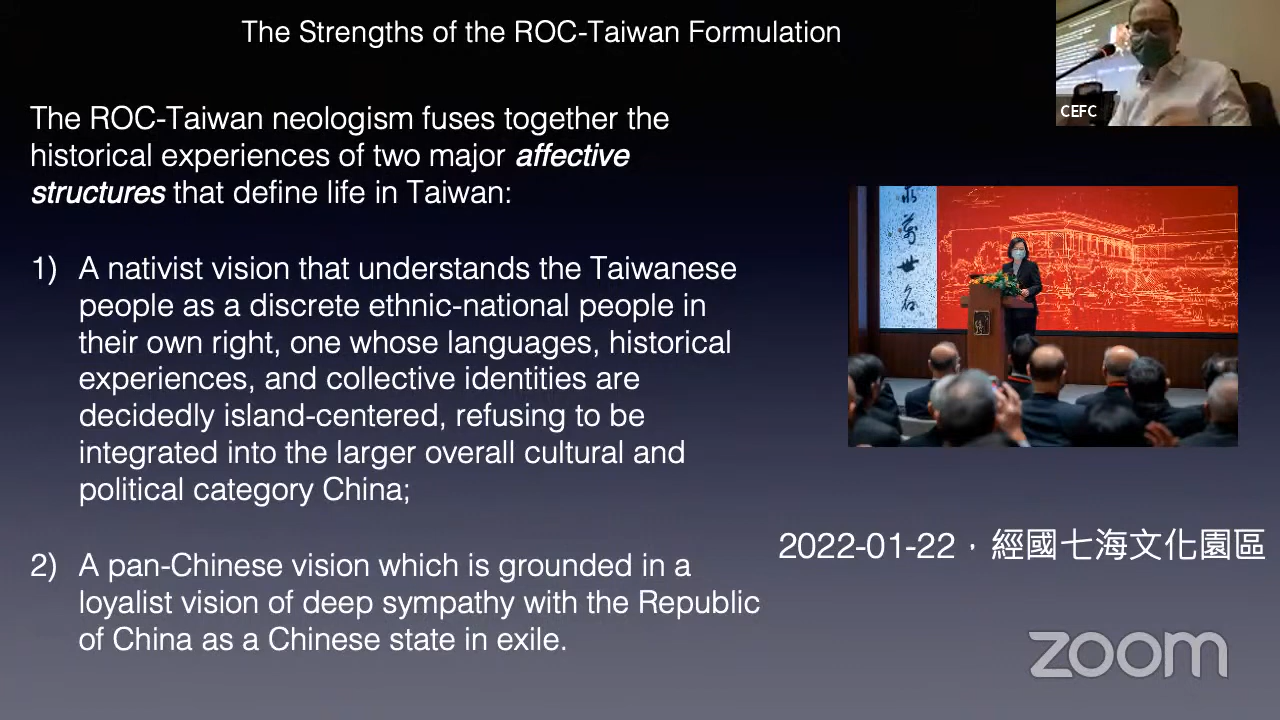 The Strengths of the ROC-Taiwan Formulation
CEFC
The ROC-Taiwan neologism fuses together the
historical experiences of two major affective
structures that define life in Taiwan:
1) A nativist vision that understands the Taiwanese
people as a discrete ethnic-national people in
their own right, one whose languages, historical
experiences, and collective identities are
decidedly island-centered, refusing to be
integrated into the larger overall cultural and
political category China;
2) A pan-Chinese vision which is grounded in a
loyalist vision of deep sympathy with the Republic
of China as a Chinese state in exile.
萬世名
2022-01-22，經國七海文化園區
zoom